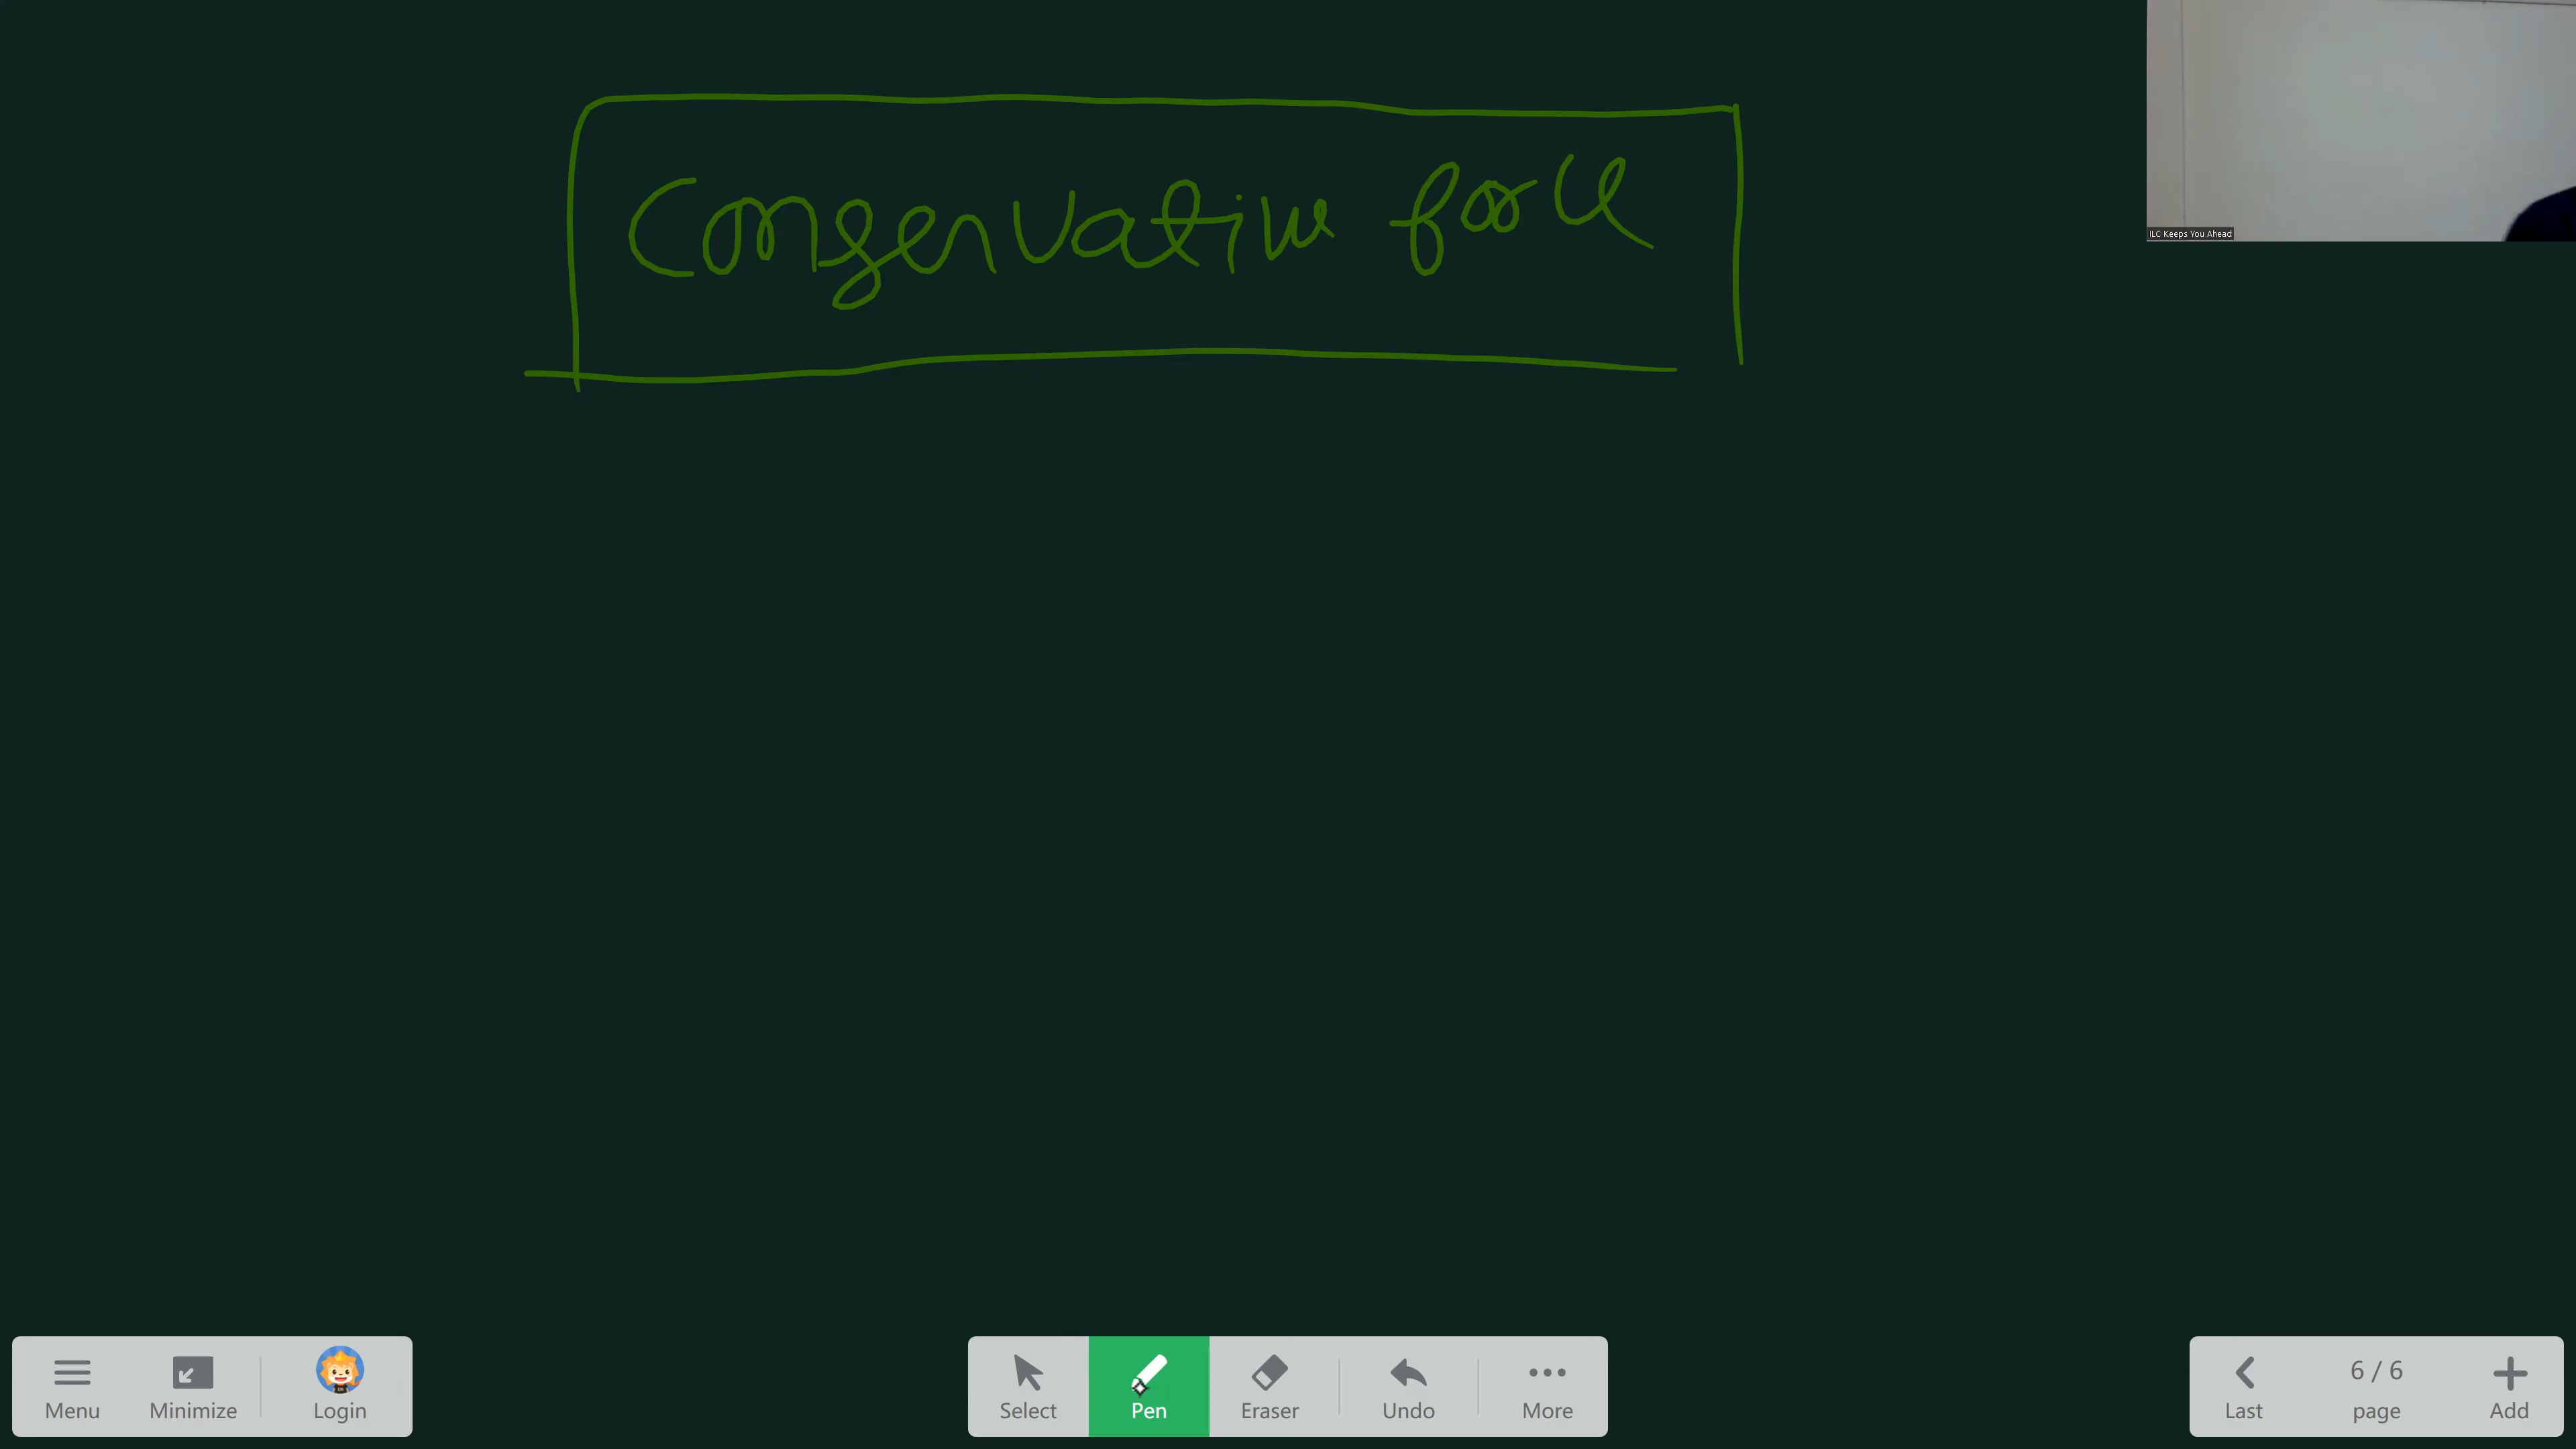 Conservative force
ILC Keeps You Ahead
Menu
Minimize
Login
Select
Pen
Eraser
Undo
More
Last
6 / 6
page
Add